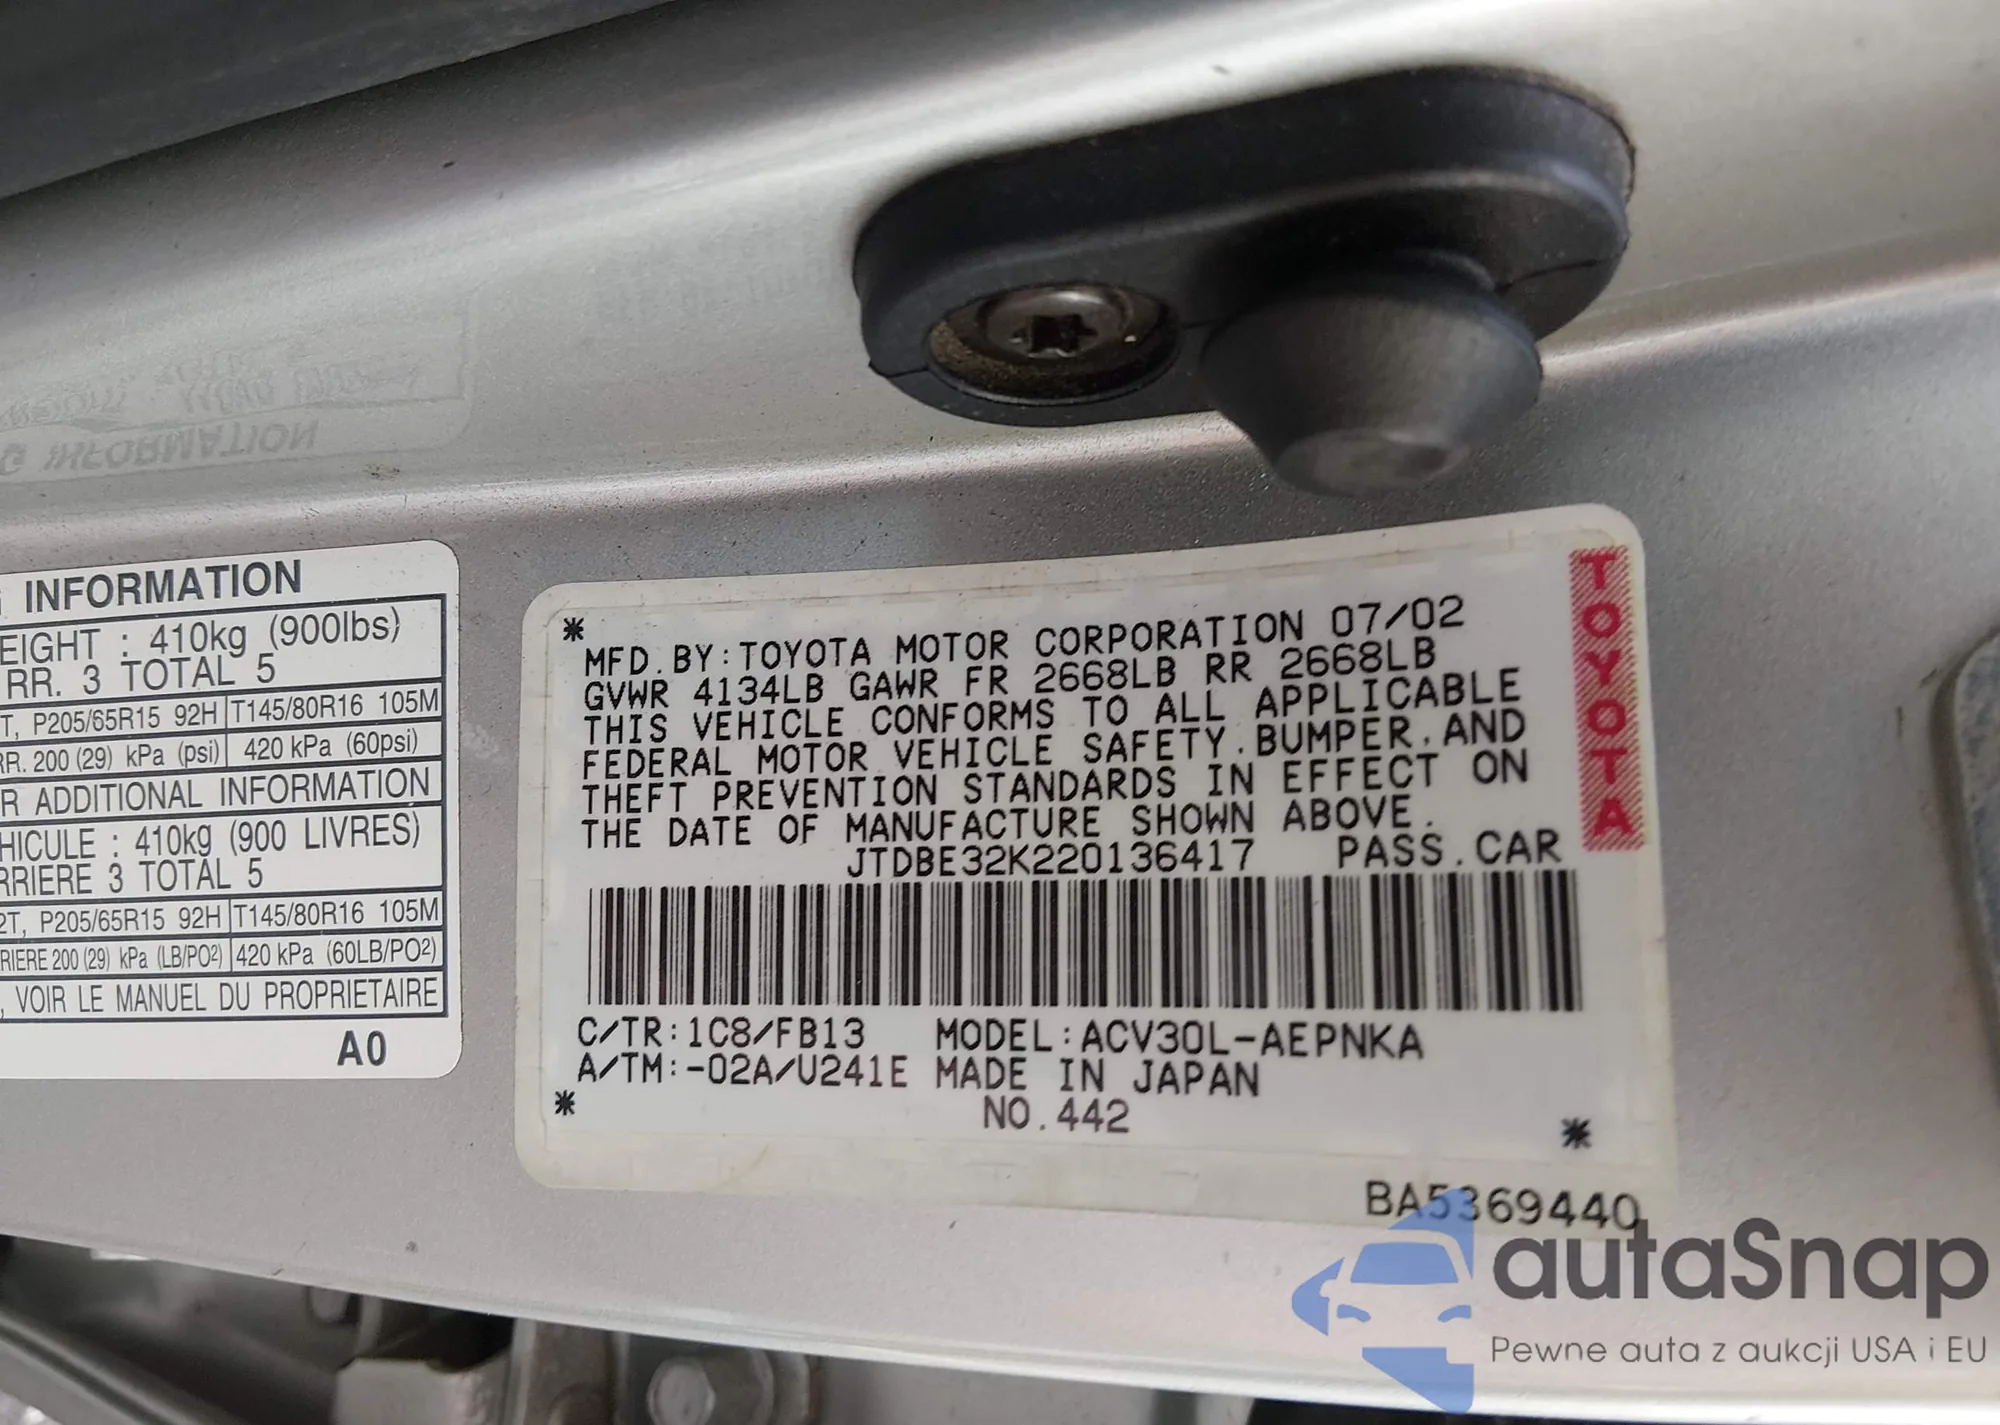 INFORMATION
EIGHT : 410kg (900lbs)
RR. 3 TOTAL 5
T, P205/65R15 92H T145/80R16 105M
RR. 200 (29) kPa (psi) 420 kPa (60psi)
R ADDITIONAL INFORMATION
HICULE : 410kg (900 LIVRES)
RRIERE 3 TOTAL 5
2T, P205/65R15 92H T145/80R16 105M
RIERE 200 (29) kPa (LB/PO²) 420 kPa (60LB/PO²)
, VOIR LE MANUEL DU PROPRIETAIRE
A0
*
MFD.BY:TOYOTA MOTOR CORPORATION 07/02
GVWR 4134LB GAWR FR 2668LB RR 2668LB
THIS VEHICLE CONFORMS TO ALL APPLICABLE
FEDERAL MOTOR VEHICLE SAFETY.BUMPER.AND
THEFT PREVENTION STANDARDS IN EFFECT ON
THE DATE OF MANUFACTURE SHOWN ABOVE.
JTDBE32K220136417 PASS.CAR
C/TR:1C8/FB13 MODEL:ACV30L-AEPNKA
A/TM:-02A/U241E MADE IN JAPAN
* NO.442 *
TOYOTA
BA5369440
autaSnap
Pewne auta z aukcji USA i EU